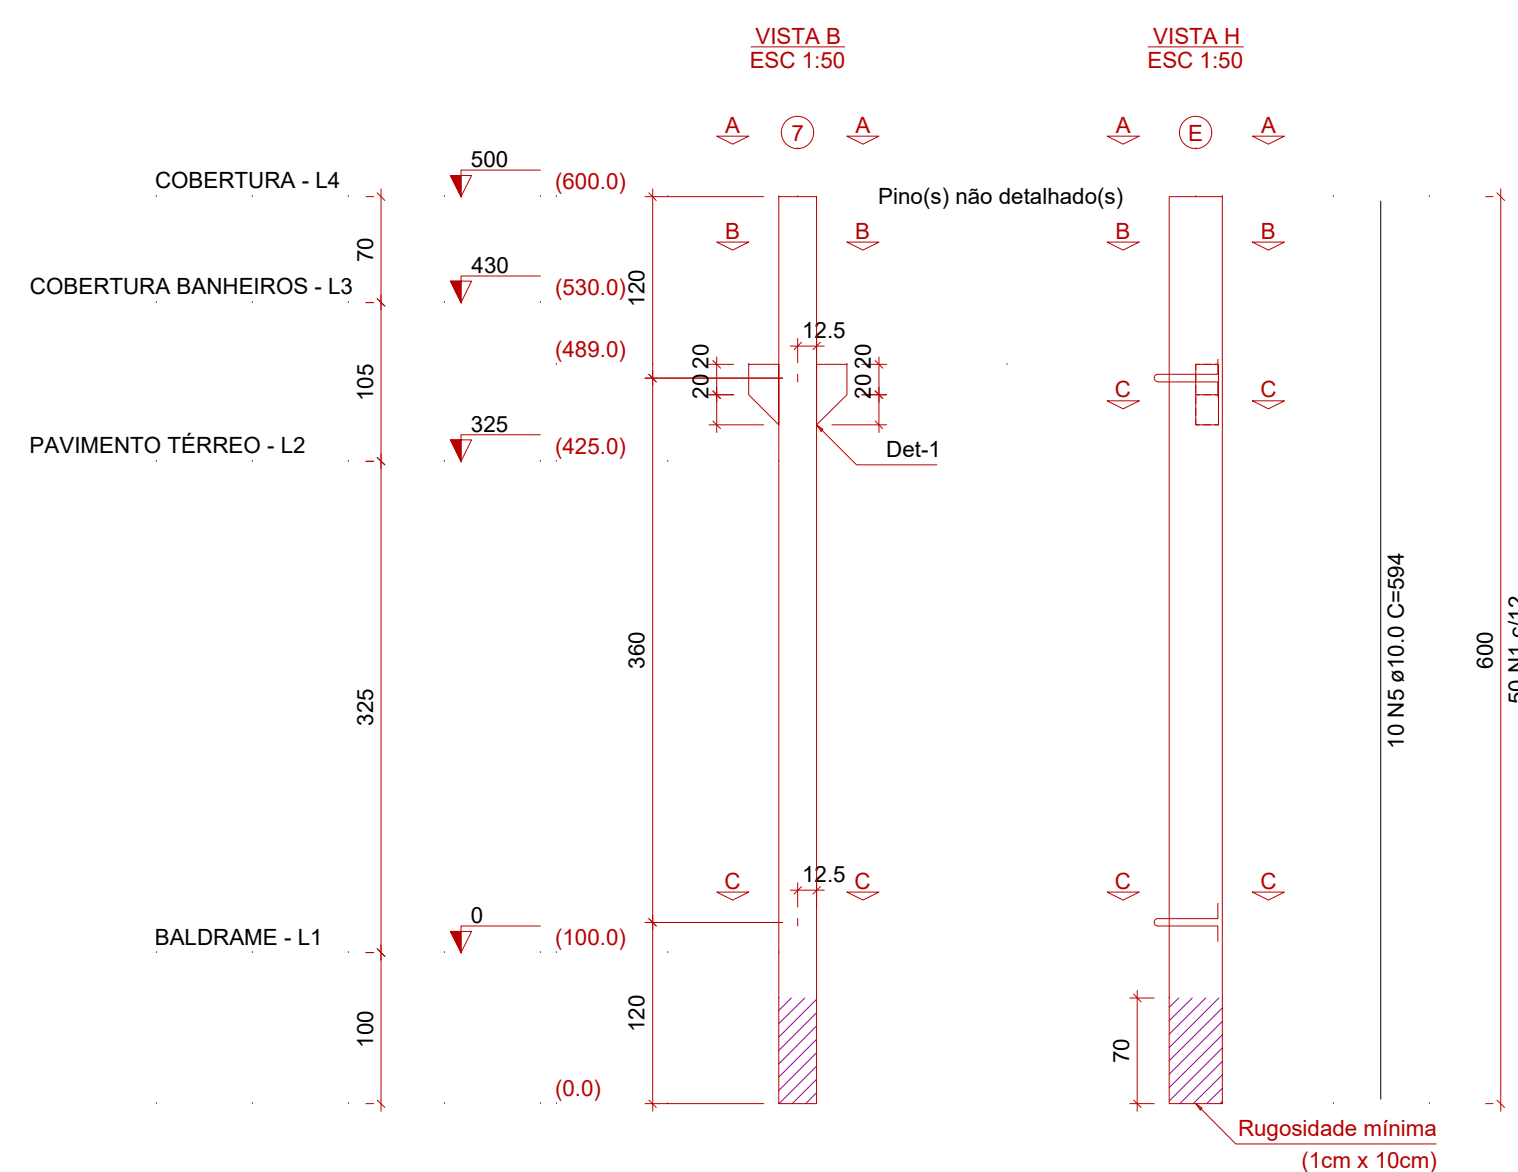 VISTA B
ESC 1:50
VISTA H
ESC 1:50
A
7
A
A
E
A
COBERTURA - L4
500
(600.0)
Pino(s) não detalhado(s)
B
B
B
B
70
COBERTURA BANHEIROS - L3
430
(530.0)
120
12.5
(489.0)
20
20
20
20
105
C
C
PAVIMENTO TÉRREO - L2
325
(425.0)
Det-1
10 N5 ø10.0 C=594
600
50 N1 c/12
360
325
C
12.5
C
C
C
BALDRAME - L1
0
(100.0)
100
120
70
(0.0)
Rugosidade mínima
(1cm x 10cm)